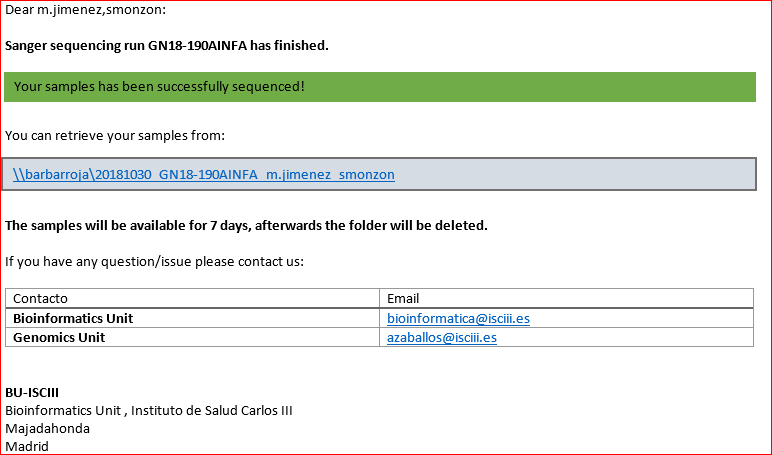 Dear m.jimenez,smonzon:
Sanger sequencing run GN18-190AINFA has finished.
Your samples has been successfully sequenced!
You can retrieve your samples from:
\\barbarroja\20181030_GN18-190AINFA_m.jimenez_smonzon
The samples will be available for 7 days, afterwards the folder will be deleted.
If you have any question/issue please contact us:
Contacto Email
Bioinformatics Unit bioinformatica@isciii.es
Genomics Unit azaballos@isciii.es
BU-ISCIII
Bioinformatics Unit , Instituto de Salud Carlos III
Majadahonda
Madrid